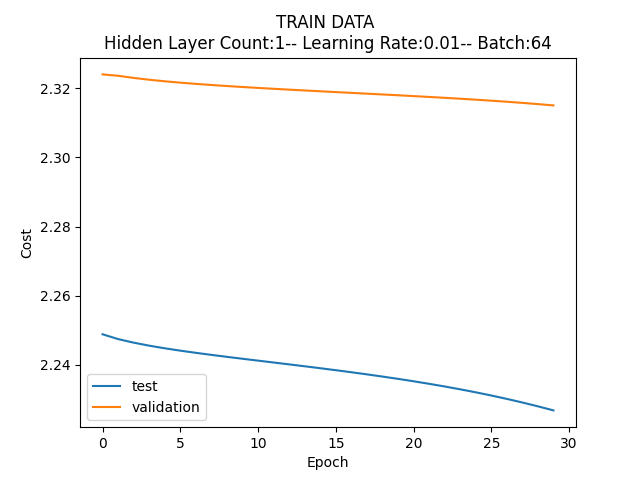 TRAIN DATA
Hidden Layer Count:1-- Learning Rate:0.01-- Batch:64
2.32
2.30
2.28
2.26
2.24
Cost
test
validation
0 5 10 15 20 25 30
Epoch